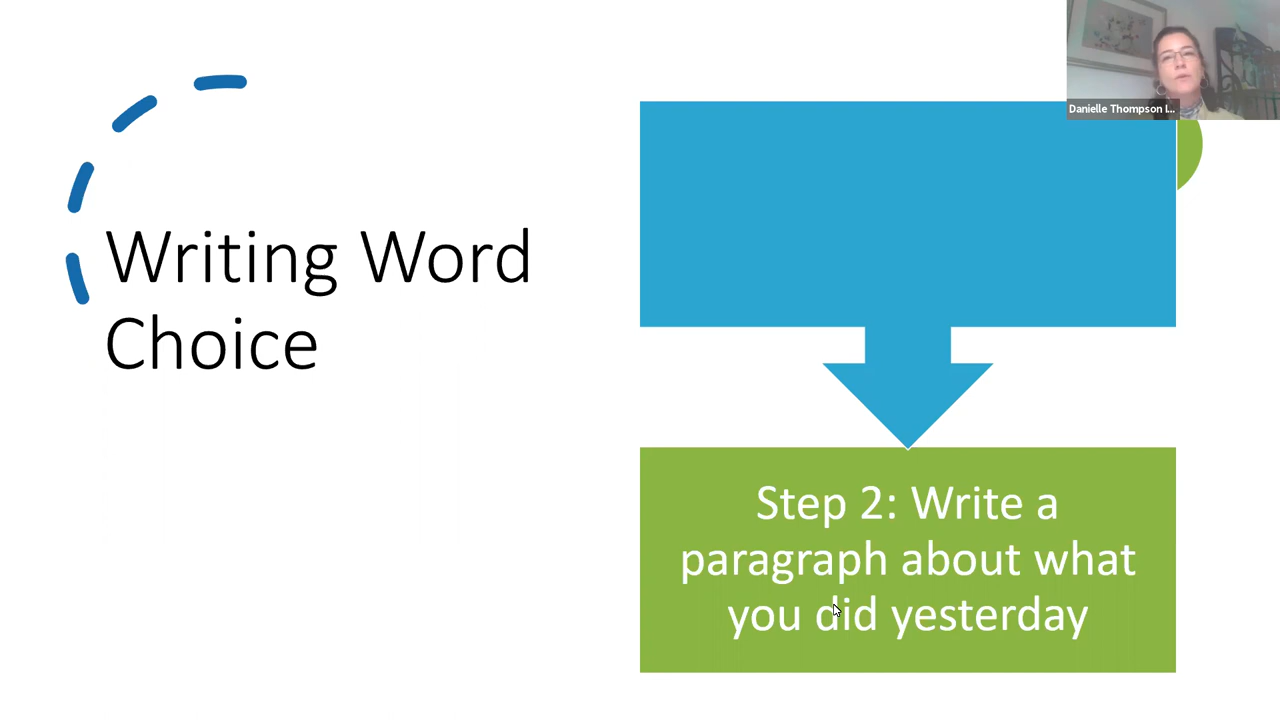 Danielle Thompson I...
Writing Word
Choice
Step 2: Write a
paragraph about what
you did yesterday